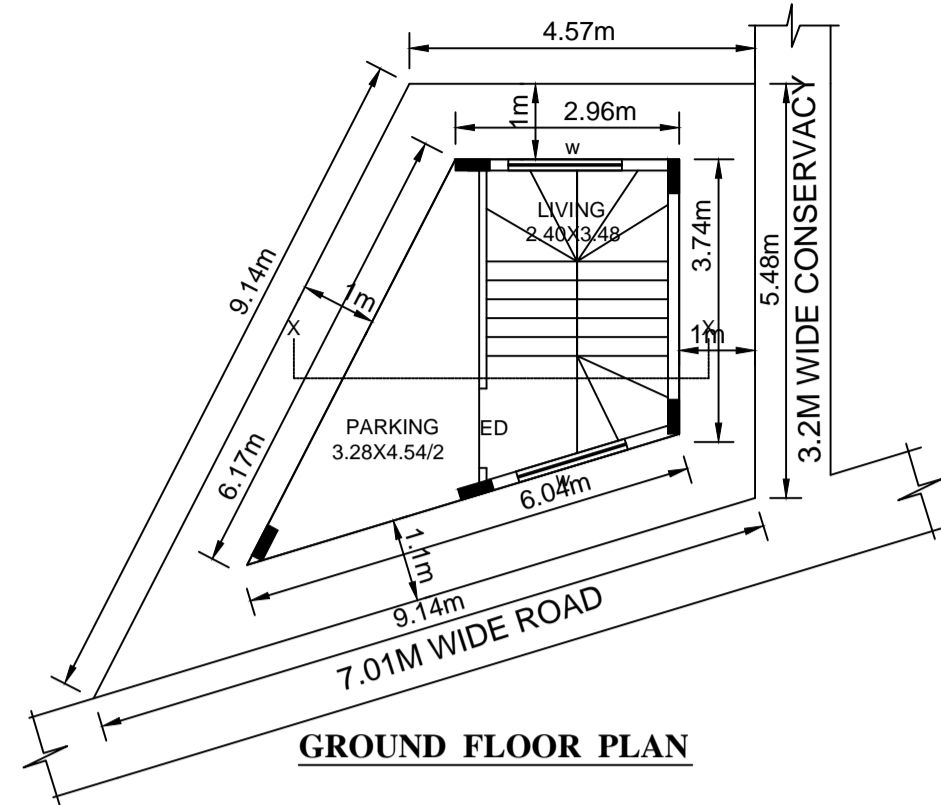 4.57m
1m
2.96m
w
9.14m
LIVING
2.40X3.48
3.74m
5.48m
3.2M WIDE CONSERVACY
1m
X
X
1m
PARKING
3.28X4.54/2
ED
6.17m
W
6.04m
1.1m
9.14m
7.01M WIDE ROAD
GROUND FLOOR PLAN